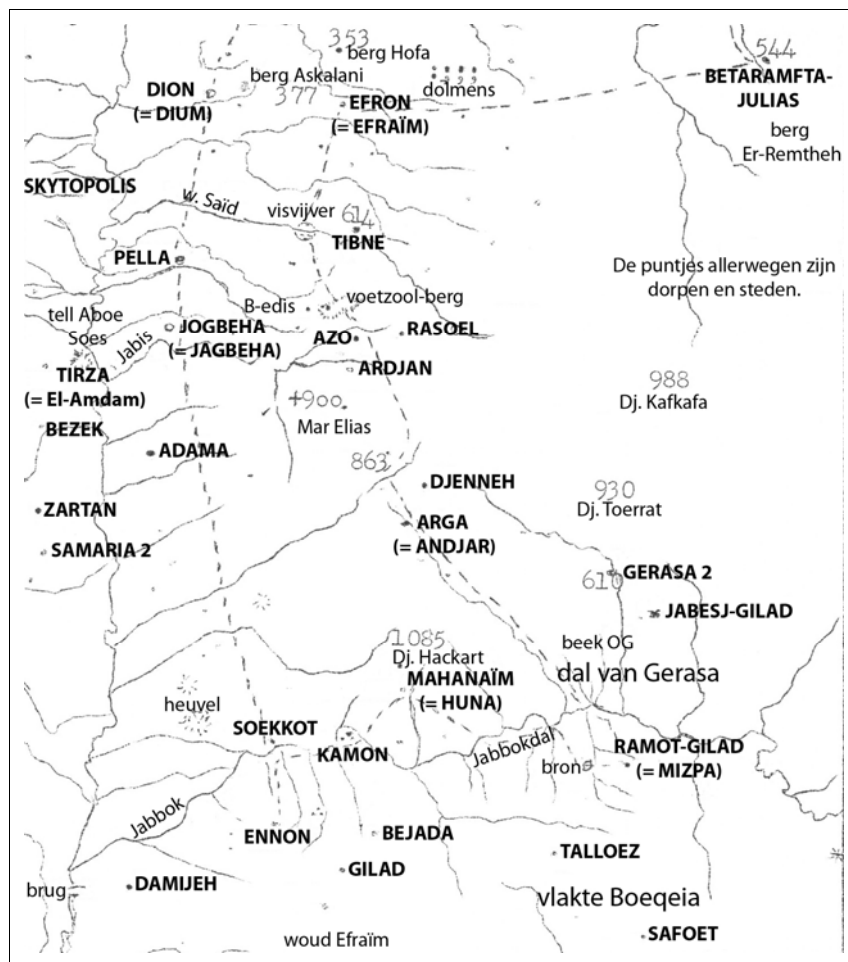 353
berg Hofa
544
berg Askalani
DION
(= DIUM)
377
dolmens
BETARAMFTA-
JULIAS
EFRON
(= EFRAÏM)
berg
Er-Remtheh
SKYTOPOLIS
w. Saïd
visvijver
614
TIBNE
PELLA
De puntjes allerwegen zijn
dorpen en steden.
tell Aboe
Soes
B-edis
voetzool-berg
Jabis
JOGBEHA
(= JAGBEHA)
AZO
RASOEL
TIRZA
(= El-Amdam)
ARDJAN
988
Dj. Kafkafa
+900
Mar Elias
BEZEK
ADAMA
863
DJENNEH
930
Dj. Toerrat
ZARTAN
ARGA
(= ANDJAR)
SAMARIA 2
GERASA 2
610
JABESJ-GILAD
1085
Dj. Hackart
beek OG
MAHANAÏM
(= HUNA)
dal van Gerasa
heuvel
SOEKKOT
KAMON
Jabbokdal
RAMOT-GILAD
(= MIZPA)
bron
Jabbok
ENNON
BEJADA
TALLOEZ
GILAD
brug
DAMIJEH
vlakte Boeqeia
woud Efraïm
SAFOET